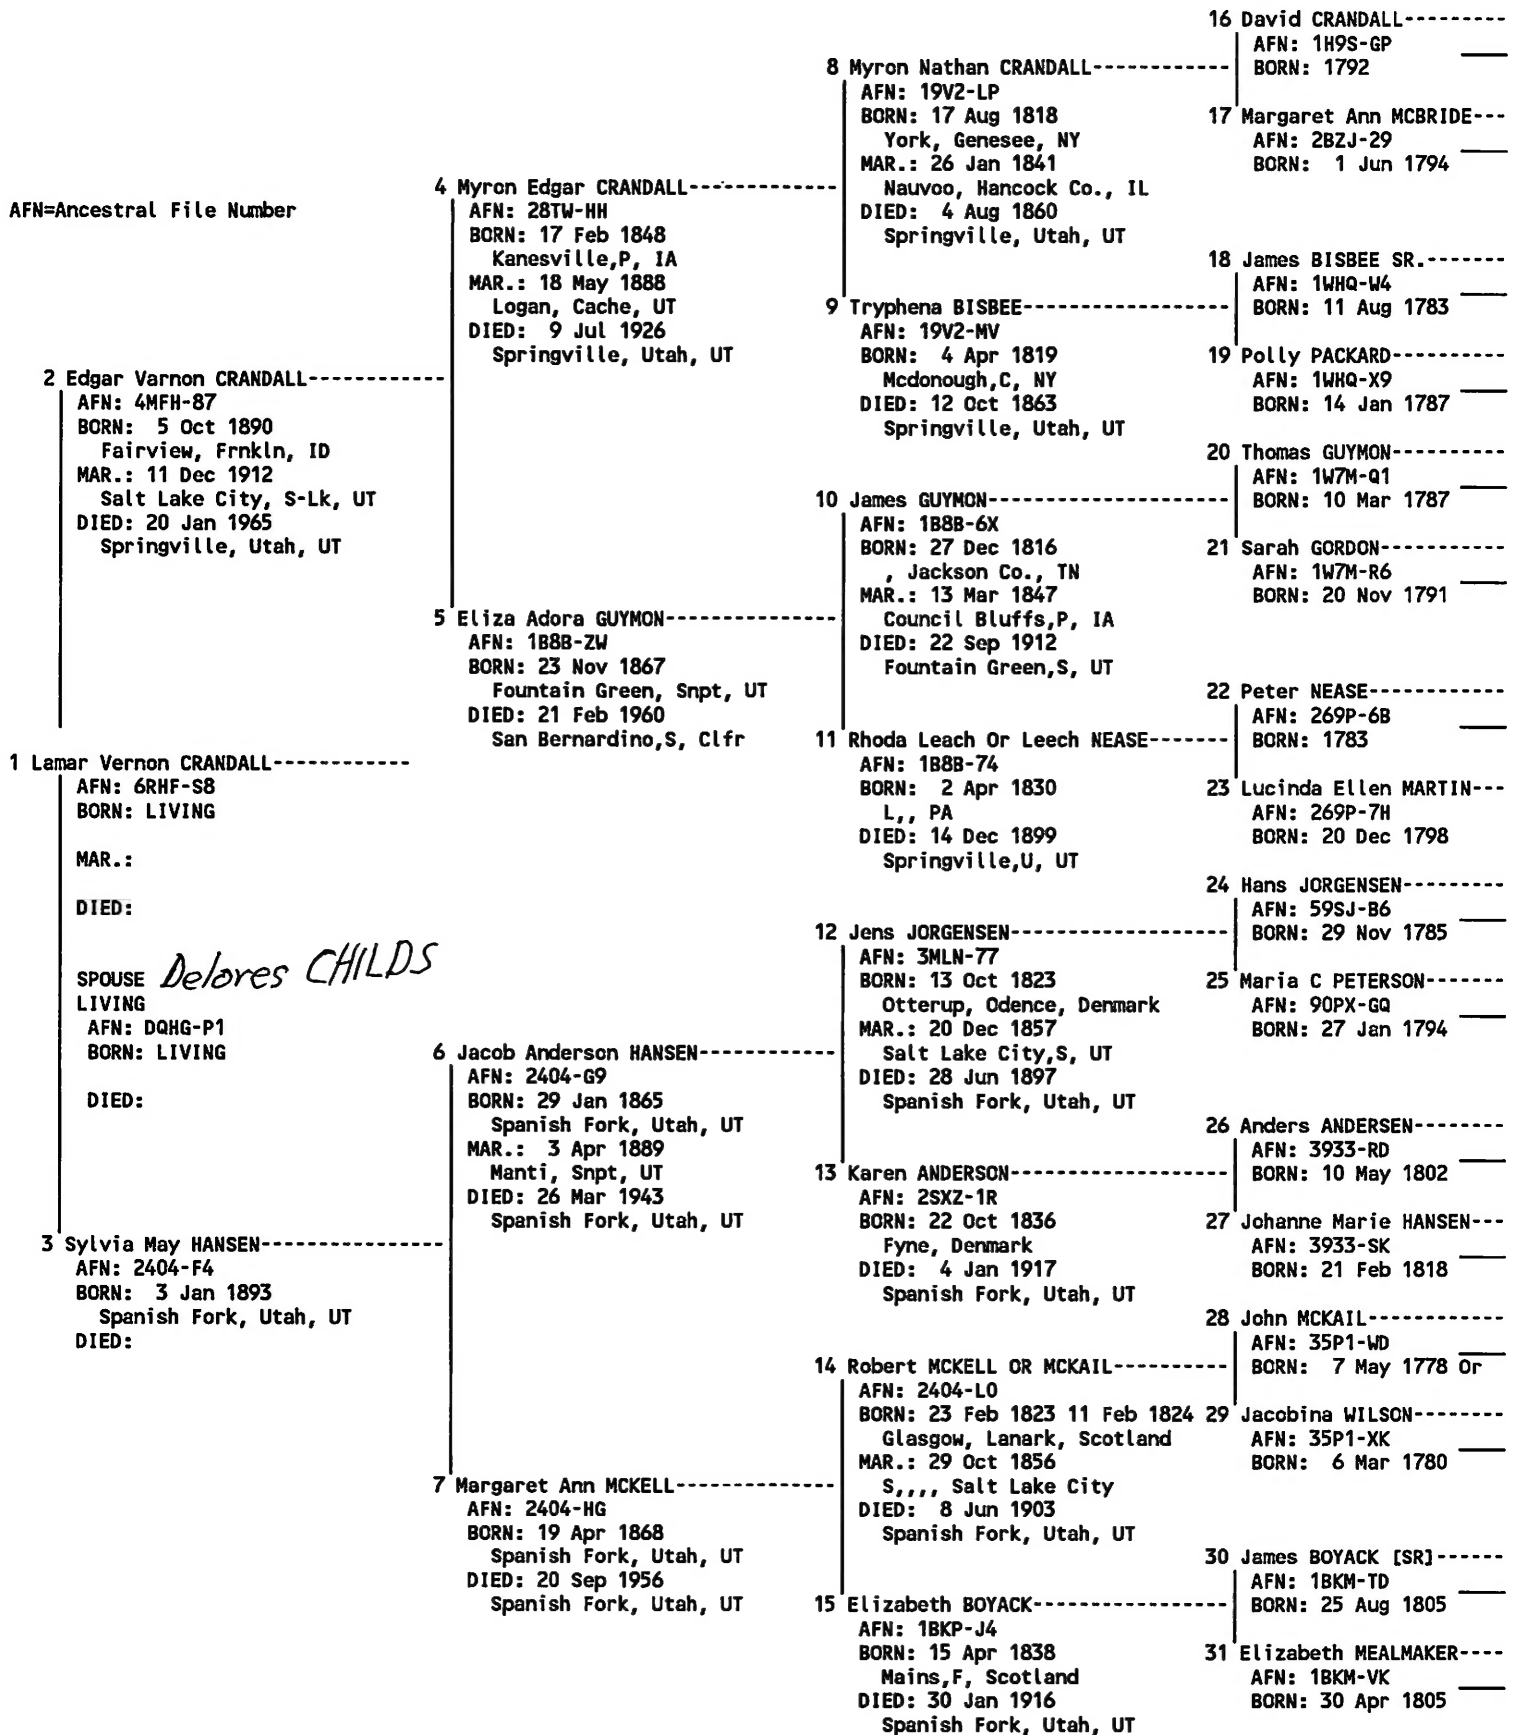 AFN=Ancestral File Number
1 Lamar Vernon CRANDALL
AFN: 6RHF-S8
BORN: LIVING
MAR.:
DIED:
SPOUSE Delores CHILDS
LIVING
AFN: DQHG-P1
BORN: LIVING
DIED:
2 Edgar Varnon CRANDALL
AFN: 4MFH-87
BORN: 5 Oct 1890
Fairview, Frnkln, ID
MAR.: 11 Dec 1912
Salt Lake City, S-Lk, UT
DIED: 20 Jan 1965
Springville, Utah, UT
3 Sylvia May HANSEN
AFN: 2404-F4
BORN: 3 Jan 1893
Spanish Fork, Utah, UT
DIED:
4 Myron Edgar CRANDALL
AFN: 28TW-HH
BORN: 17 Feb 1848
Kanesville,P, IA
MAR.: 18 May 1888
Logan, Cache, UT
DIED: 9 Jul 1926
Springville, Utah, UT
5 Eliza Adora GUYMON
AFN: 1B8B-ZW
BORN: 23 Nov 1867
Fountain Green, Snpt, UT
DIED: 21 Feb 1960
San Bernardino,S, Clfr
6 Jacob Anderson HANSEN
AFN: 2404-G9
BORN: 29 Jan 1865
Spanish Fork, Utah, UT
MAR.: 3 Apr 1889
Manti, Snpt, UT
DIED: 26 Mar 1943
Spanish Fork, Utah, UT
7 Margaret Ann MCKELL
AFN: 2404-HG
BORN: 19 Apr 1868
Spanish Fork, Utah, UT
DIED: 20 Sep 1956
Spanish Fork, Utah, UT
8 Myron Nathan CRANDALL
AFN: 19V2-LP
BORN: 17 Aug 1818
York, Genesee, NY
MAR.: 26 Jan 1841
Nauvoo, Hancock Co., IL
DIED: 4 Aug 1860
Springville, Utah, UT
9 Tryphena BISBEE
AFN: 19V2-MV
BORN: 4 Apr 1819
Mcdonough,C, NY
DIED: 12 Oct 1863
Springville, Utah, UT
10 James GUYMON
AFN: 1B8B-6X
BORN: 27 Dec 1816
, Jackson Co., TN
MAR.: 13 Mar 1847
Council Bluffs,P, IA
DIED: 22 Sep 1912
Fountain Green,S, UT
11 Rhoda Leach Or Leech NEASE
AFN: 1B8B-74
BORN: 2 Apr 1830
L,, PA
DIED: 14 Dec 1899
Springville,U, UT
12 Jens JORGENSEN
AFN: 3MLN-77
BORN: 13 Oct 1823
Otterup, Odence, Denmark
MAR.: 20 Dec 1857
Salt Lake City,S, UT
DIED: 28 Jun 1897
Spanish Fork, Utah, UT
13 Karen ANDERSON
AFN: 2SXZ-1R
BORN: 22 Oct 1836
Fyne, Denmark
DIED: 4 Jan 1917
Spanish Fork, Utah, UT
14 Robert MCKELL OR MCKAIL
AFN: 2404-L0
BORN: 23 Feb 1823 11 Feb 1824
Glasgow, Lanark, Scotland
MAR.: 29 Oct 1856
S,,,, Salt Lake City
DIED: 8 Jun 1903
Spanish Fork, Utah, UT
15 Elizabeth BOYACK
AFN: 1BKP-J4
BORN: 15 Apr 1838
Mains,F, Scotland
DIED: 30 Jan 1916
Spanish Fork, Utah, UT
16 David CRANDALL
AFN: 1H9S-GP
BORN: 1792
17 Margaret Ann MCBRIDE
AFN: 2BZJ-29
BORN: 1 Jun 1794
18 James BISBEE SR.
AFN: 1WHQ-W4
BORN: 11 Aug 1783
19 Polly PACKARD
AFN: 1WHQ-X9
BORN: 14 Jan 1787
20 Thomas GUYMON
AFN: 1W7M-Q1
BORN: 10 Mar 1787
21 Sarah GORDON
AFN: 1W7M-R6
BORN: 20 Nov 1791
22 Peter NEASE
AFN: 269P-6B
BORN: 1783
23 Lucinda Ellen MARTIN
AFN: 269P-7H
BORN: 20 Dec 1798
24 Hans JORGENSEN
AFN: 59SJ-B6
BORN: 29 Nov 1785
25 Maria C PETERSON
AFN: 90PX-GQ
BORN: 27 Jan 1794
26 Anders ANDERSEN
AFN: 3933-RD
BORN: 10 May 1802
27 Johanne Marie HANSEN
AFN: 3933-SK
BORN: 21 Feb 1818
28 John MCKAIL
AFN: 35P1-WD
BORN: 7 May 1778 Or
29 Jacobina WILSON
AFN: 35P1-XK
BORN: 6 Mar 1780
30 James BOYACK [SR]
AFN: 1BKM-TD
BORN: 25 Aug 1805
31 Elizabeth MEALMAKER
AFN: 1BKM-VK
BORN: 30 Apr 1805